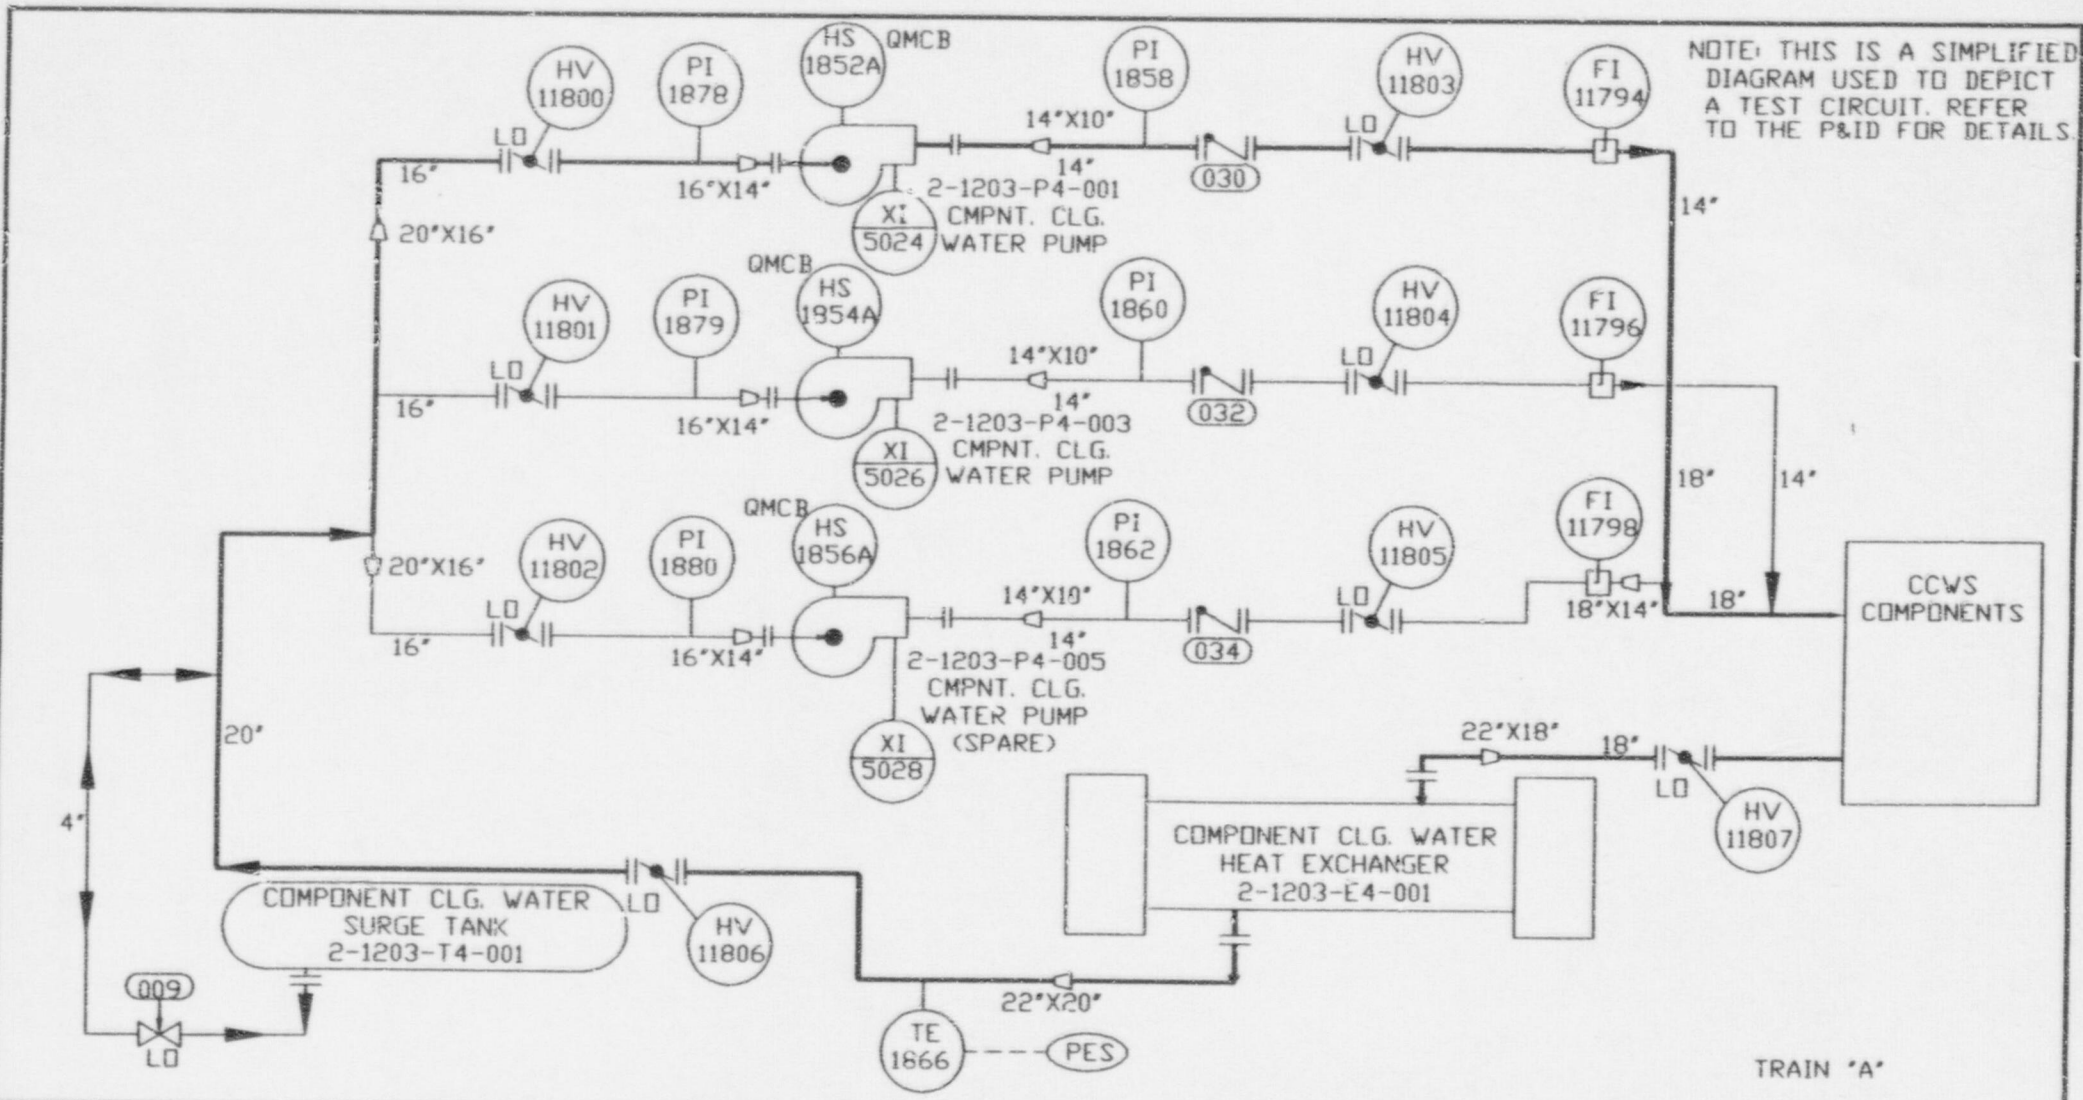 NOTE: THIS IS A SIMPLIFIED
DIAGRAM USED TO DEPICT
A TEST CIRCUIT. REFER
TO THE P&ID FOR DETAILS.
HV
11800
LO
16"
PI
1878
16"X14"
HS
1852A
QMCB
XI
5024
2-1203-P4-001
CMPNT. CLG.
WATER PUMP
14"X10"
14"
PI
1858
030
HV
11803
LO
FI
11794
14"
20"X16"
HV
11801
LO
16"
PI
1879
16"X14"
QMCB
HS
1854A
XI
5026
2-1203-P4-003
CMPNT. CLG.
WATER PUMP
14"X10"
14"
PI
1860
032
HV
11804
LO
FI
11796
18"
14"
20"X16"
HV
11802
LO
16"
PI
1880
16"X14"
QMCB
HS
1856A
XI
5028
2-1203-P4-005
CMPNT. CLG.
WATER PUMP
(SPARE)
14"X10"
14"
PI
1862
034
HV
11805
LO
FI
11798
18"X14"
18"
CCWS
COMPONENTS
20"
4"
22"X18"
18"
LO
HV
11807
COMPONENT CLG. WATER
HEAT EXCHANGER
2-1203-E4-001
COMPONENT CLG. WATER
SURGE TANK
2-1203-T4-001
LO
HV
11806
009
LO
22"X20"
TE
1866
PES
TRAIN "A"